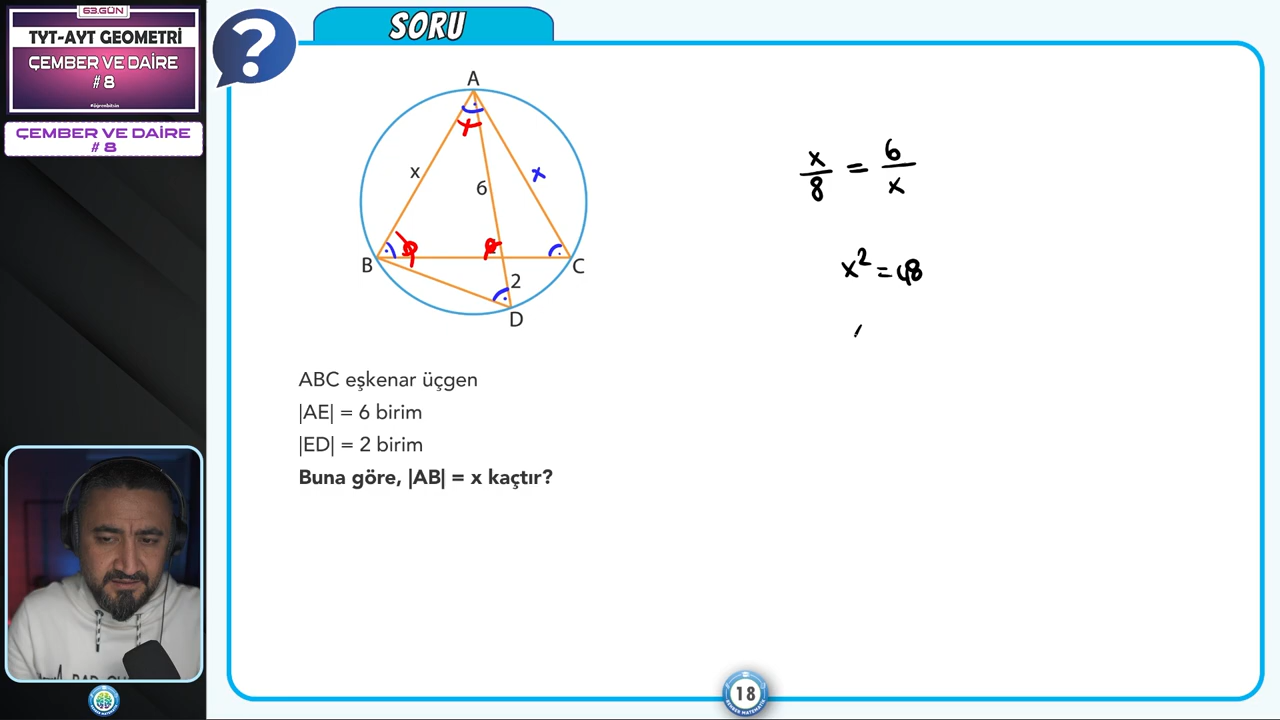 63.GÜN
TYT-AYT GEOMETRİ
ÇEMBER VE DAİRE
# 8
#öğrenbitsin
ÇEMBER VE DAİRE
# 8
?
SORU
A
x
6
x
B
C
2
D
x/8 = 6/x
x² = 48
ABC eşkenar üçgen
|AE| = 6 birim
|ED| = 2 birim
Buna göre, |AB| = x kaçtır?
18